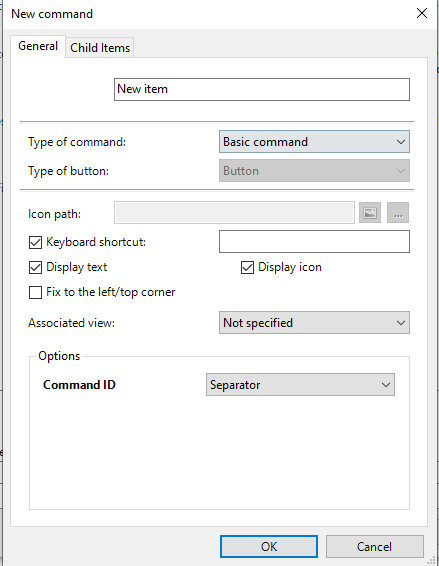 New command
General Child Items
New item
Type of command: Basic command
Type of button: Button
Icon path: ...
Keyboard shortcut:
Display text Display icon
Fix to the left/top corner
Associated view: Not specified
Options
Command ID Separator
OK Cancel